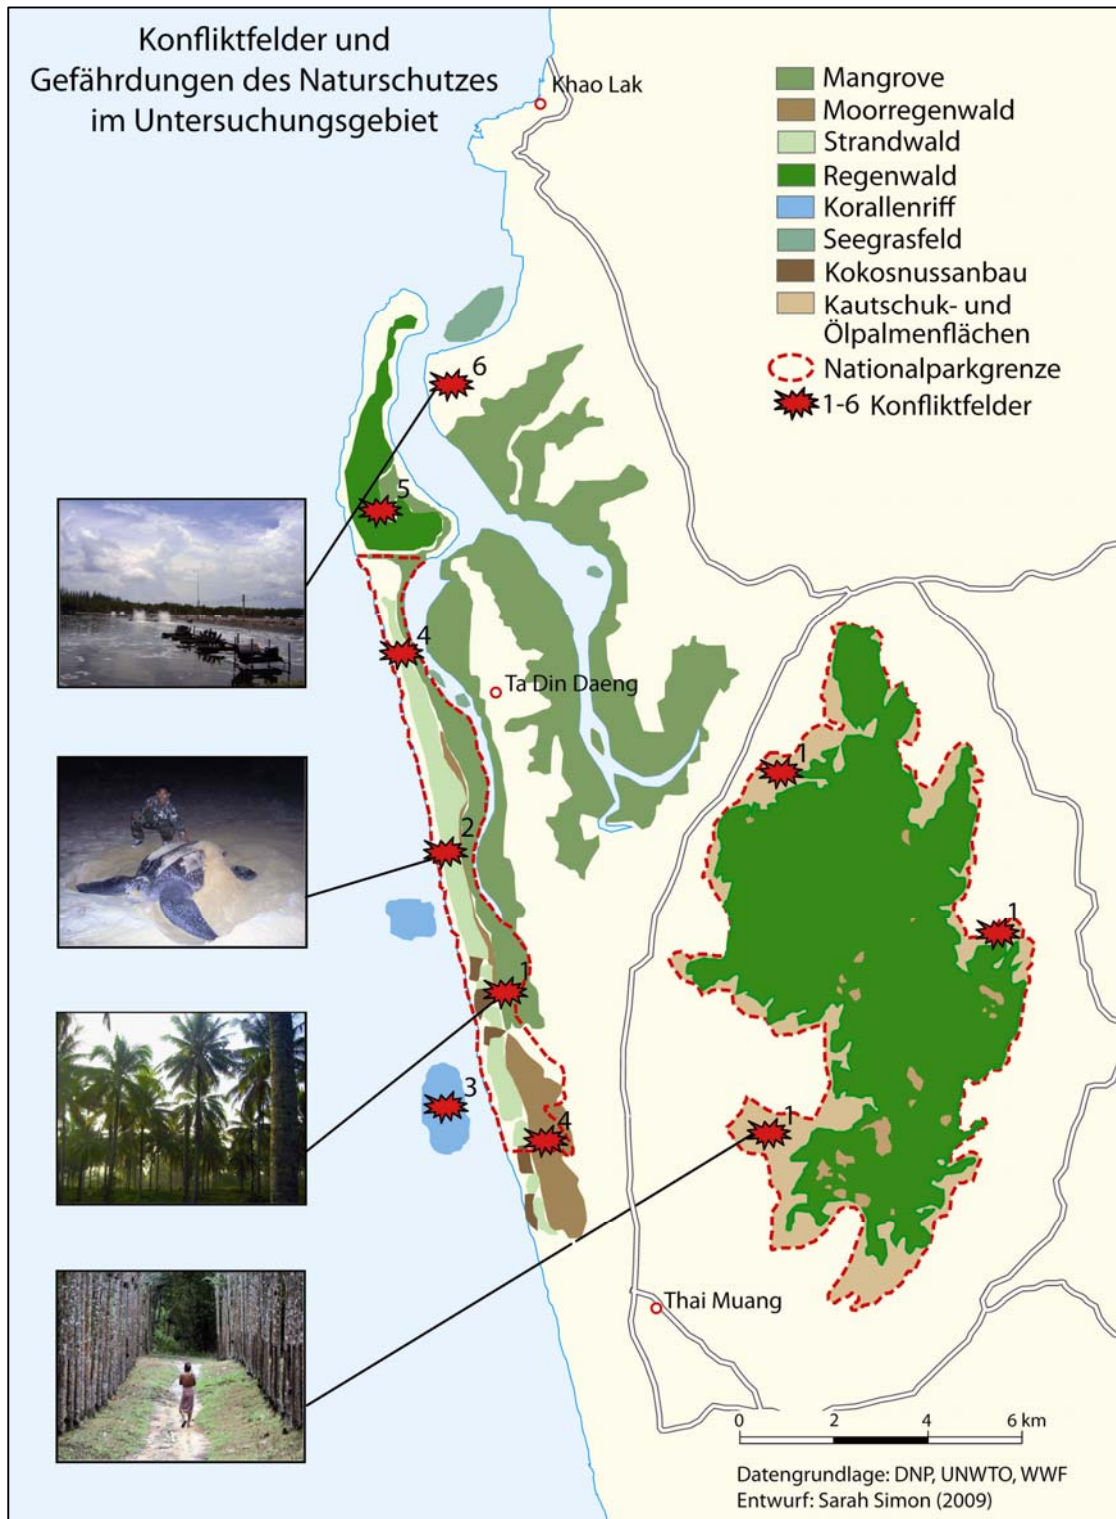 Konfliktfelder und
Gefährdungen des Naturschutzes
im Untersuchungsgebiet
Khao Lak
Mangrove
Moorregenwald
Strandwald
Regenwald
Korallenriff
Seegrasfeld
Kokosnussanbau
Kautschuk- und
Ölpalmenflächen
Nationalparkgrenze
1-6 Konfliktfelder
6
5
4
Ta Din Daeng
1
2
1
1
3
4
1
Thai Muang
0 2 4 6 km
Datengrundlage: DNP, UNWTO, WWF
Entwurf: Sarah Simon (2009)